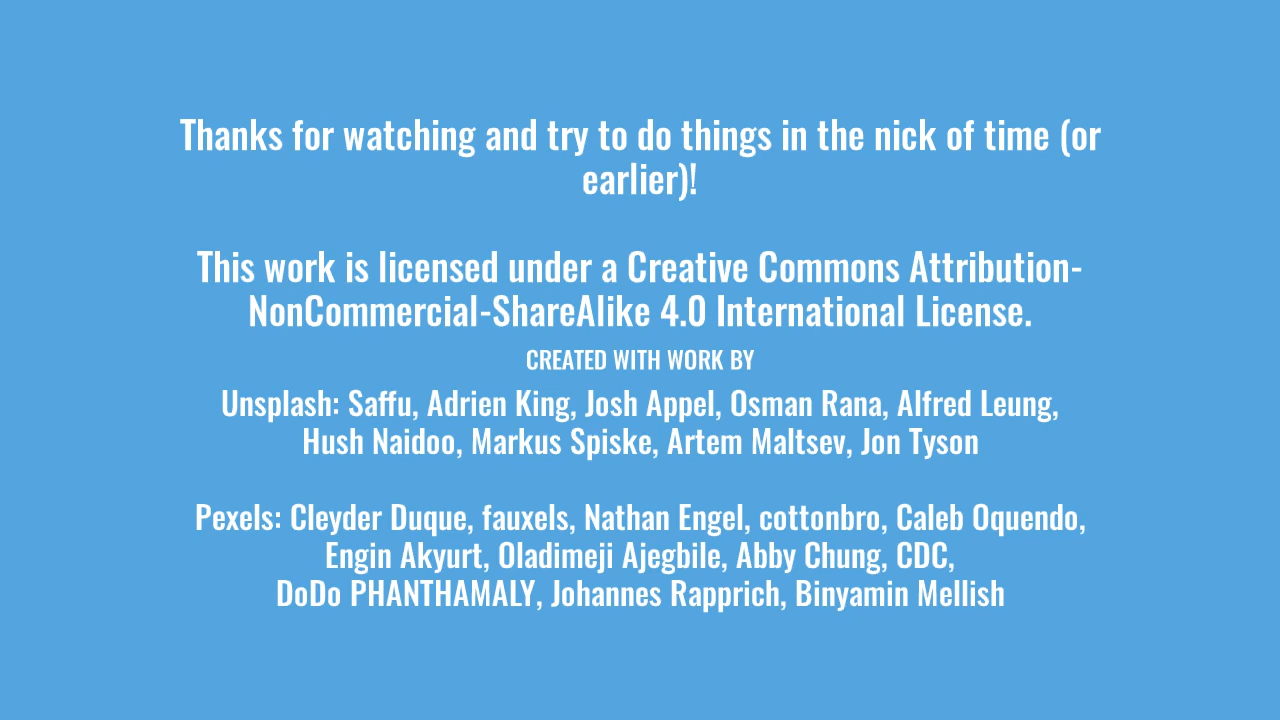 Thanks for watching and try to do things in the nick of time (or
earlier)!
This work is licensed under a Creative Commons Attribution-
NonCommercial-ShareAlike 4.0 International License.
CREATED WITH WORK BY
Unsplash: Saffu, Adrien King, Josh Appel, Osman Rana, Alfred Leung,
Hush Naidoo, Markus Spiske, Artem Maltsev, Jon Tyson
Pexels: Cleyder Duque, fauxels, Nathan Engel, cottonbro, Caleb Oquendo,
Engin Akyurt, Oladimeji Ajegbile, Abby Chung, CDC,
DoDo PHANTHAMALY, Johannes Rapprich, Binyamin Mellish